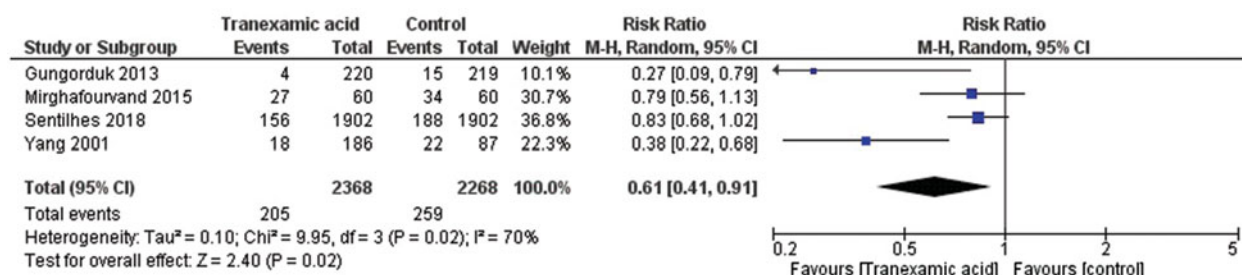 Tranexamic acid Control Risk Ratio Risk Ratio
Study or Subgroup Events Total Events Total Weight M-H, Random, 95% CI M-H, Random, 95% CI
Gungorduk 2013 4 220 15 219 10.1% 0.27 [0.09, 0.79]
Mirghafourvand 2015 27 60 34 60 30.7% 0.79 [0.56, 1.13]
Sentilhes 2018 156 1902 188 1902 36.8% 0.83 [0.68, 1.02]
Yang 2001 18 186 22 87 22.3% 0.38 [0.22, 0.68]
Total (95% CI) 2368 2268 100.0% 0.61 [0.41, 0.91]
Total events 205 259
Heterogeneity: Tau² = 0.10; Chi² = 9.95, df = 3 (P = 0.02); I² = 70%
Test for overall effect: Z = 2.40 (P = 0.02)
0.2 0.5 1 2 5
Favours [Tranexamic acid] Favours [control]